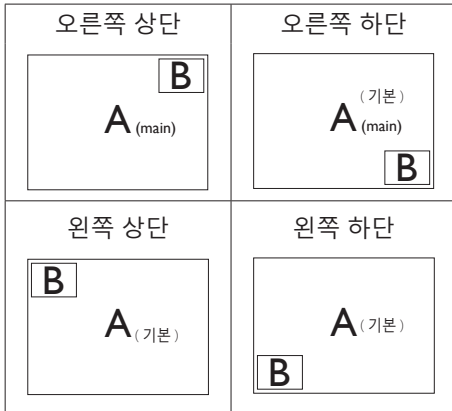 오른쪽 상단
B
A (main)
오른쪽 하단
( 기본 )
A (main)
B
왼쪽 상단
B
A ( 기본 )
왼쪽 하단
A ( 기본 )
B